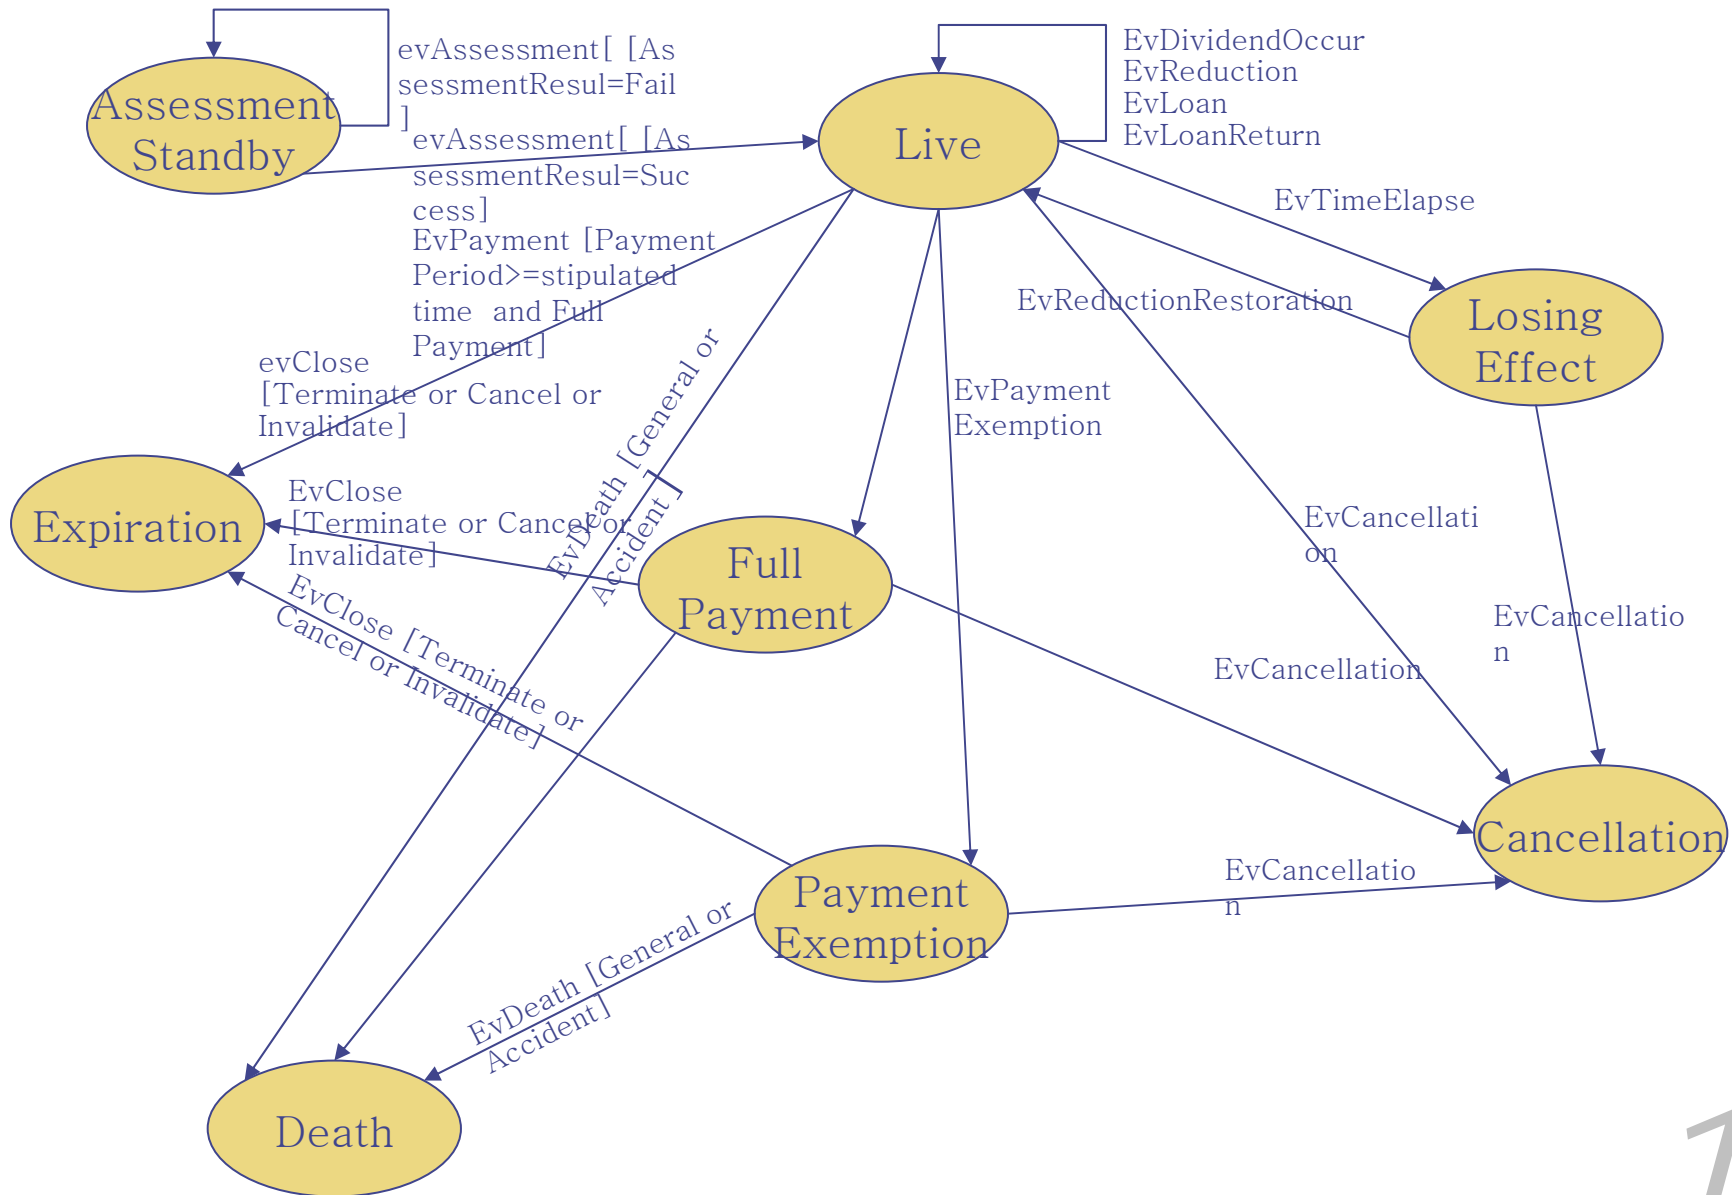 evAssessment[ [As
sessmentResul=Fail
]
EvDividendOccur
EvReduction
EvLoan
EvLoanReturn
Assessment
Standby
evAssessment[ [As
sessmentResul=Suc
cess]
Live
EvTimeElapse
EvPayment [Payment
Period>=stipulated
time  and Full
Payment]
EvReductionRestoration
Losing
Effect
evClose
[Terminate or Cancel or
Invalidate]
EvDeath [General or
Accident ]
EvPayment
Exemption
Expiration
EvClose
[Terminate or Cancel or
Invalidate]
EvCancellati
on
Full
Payment
EvClose [Terminate or
Cancel or Invalidate]
EvCancellation
EvCancellatio
n
Cancellation
Payment
Exemption
EvCancellatio
n
EvDeath [General or
Accident]
Death